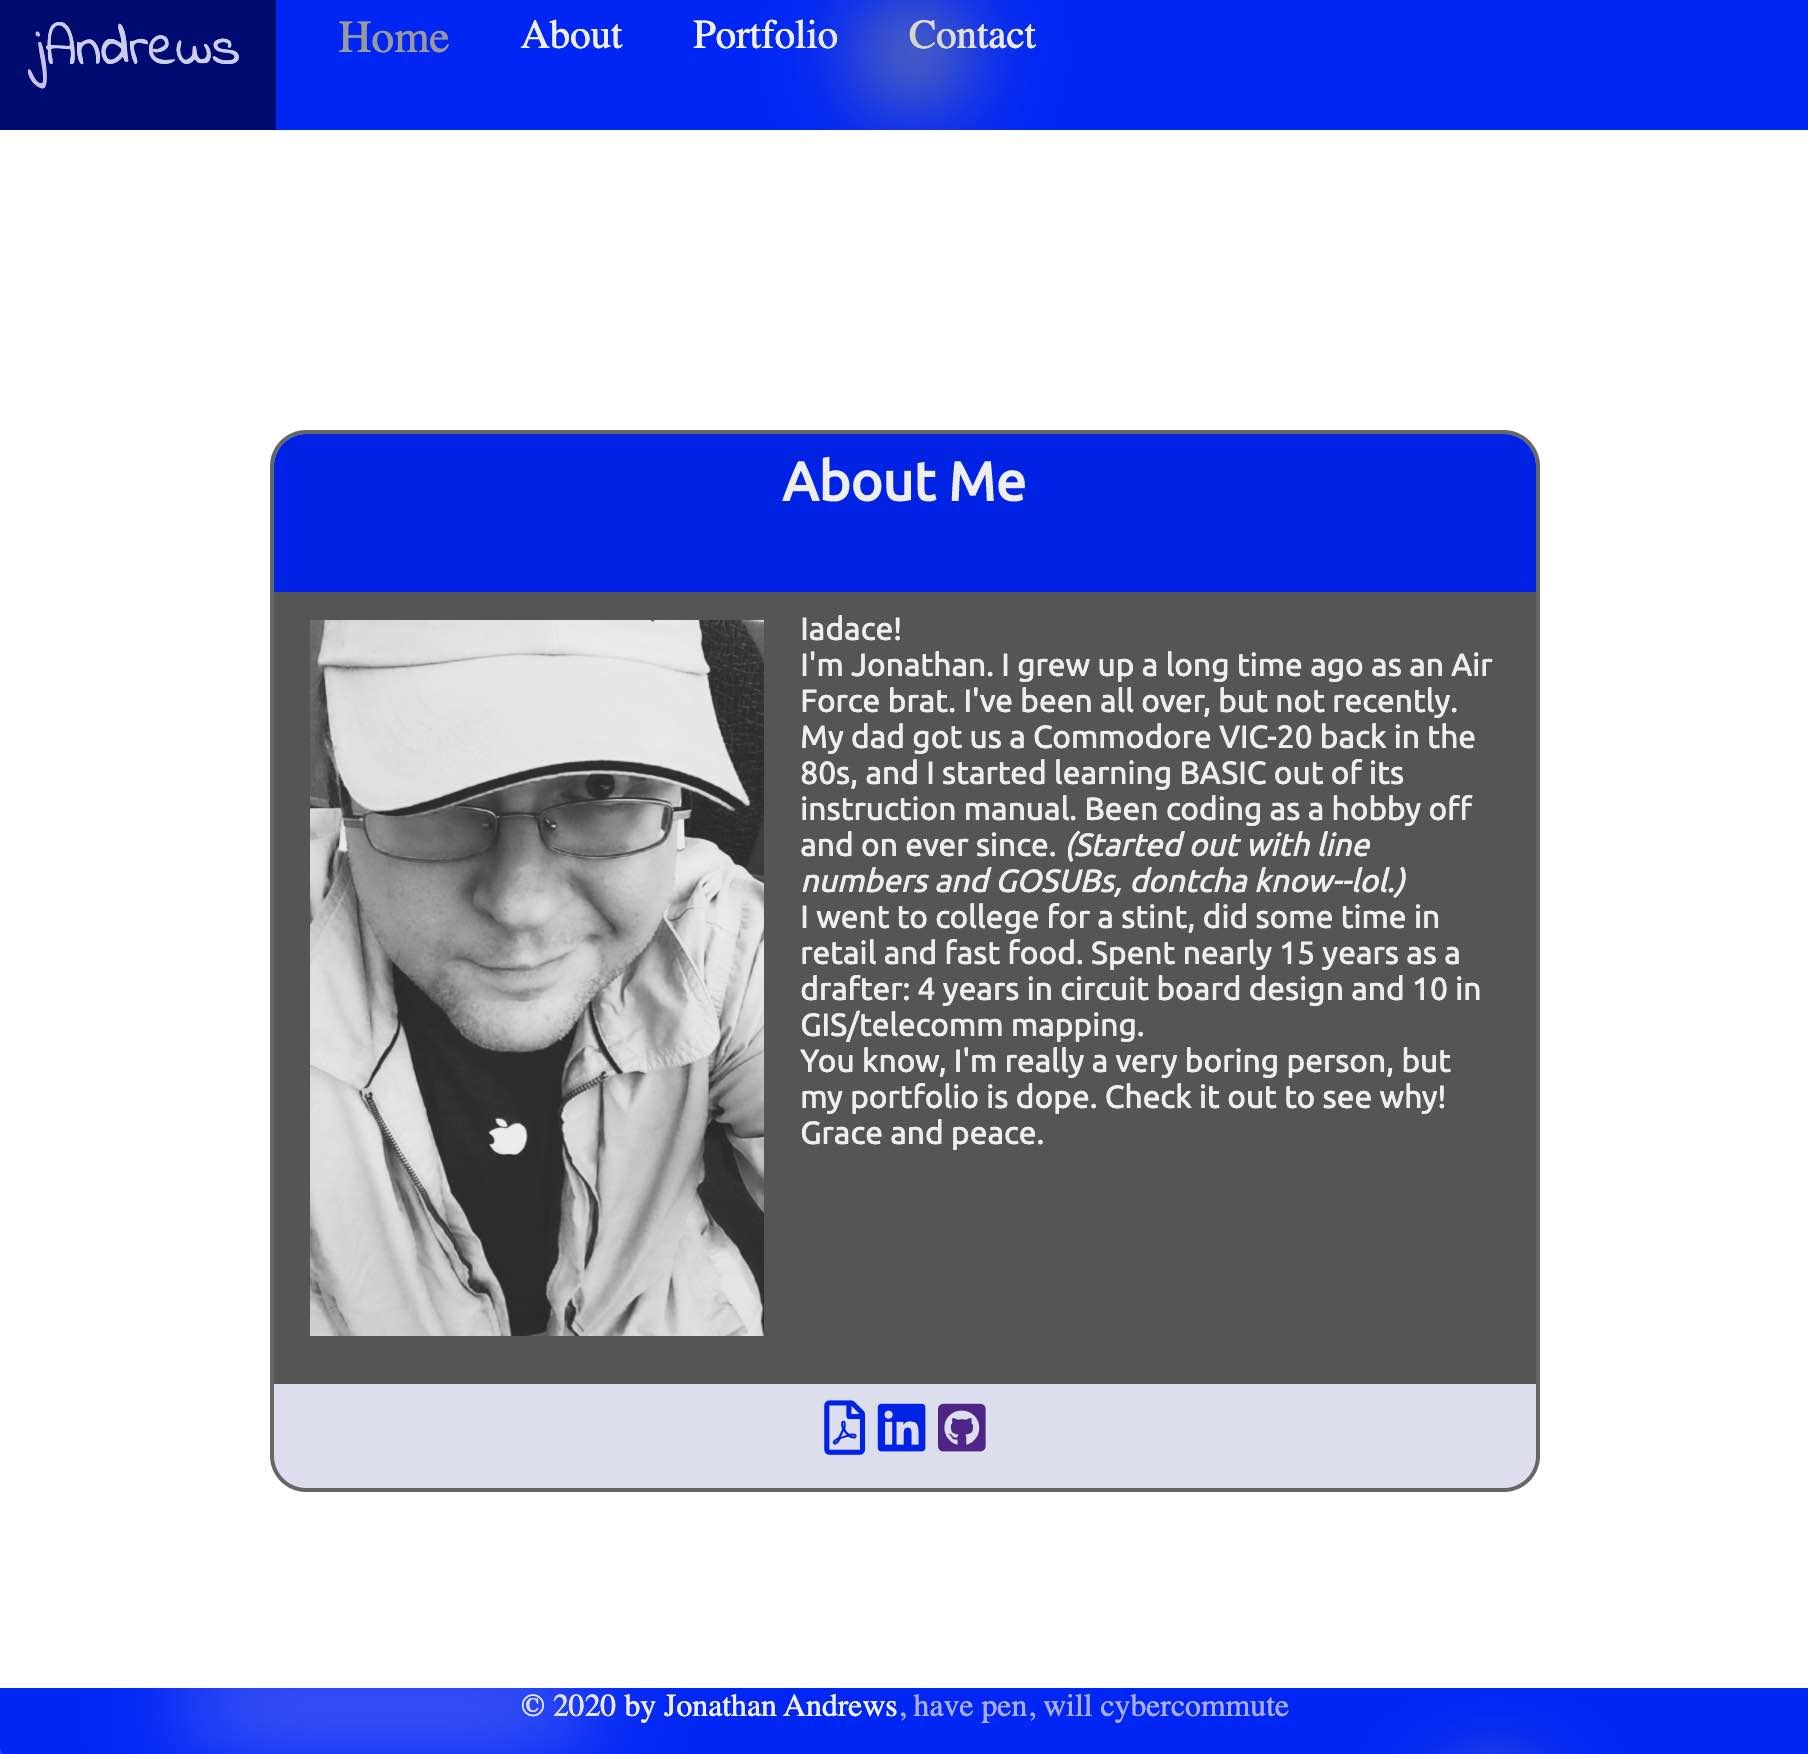 jAndrews
Home About Portfolio Contact
About Me
Iadace!
I'm Jonathan. I grew up a long time ago as an Air
Force brat. I've been all over, but not recently.
My dad got us a Commodore VIC-20 back in the
80s, and I started learning BASIC out of its
instruction manual. Been coding as a hobby off
and on ever since. (Started out with line
numbers and GOSUBs, dontcha know--lol.)
I went to college for a stint, did some time in
retail and fast food. Spent nearly 15 years as a
drafter: 4 years in circuit board design and 10 in
GIS/telecomm mapping.
You know, I'm really a very boring person, but
my portfolio is dope. Check it out to see why!
Grace and peace.
in
© 2020 by Jonathan Andrews, have pen, will cybercommute